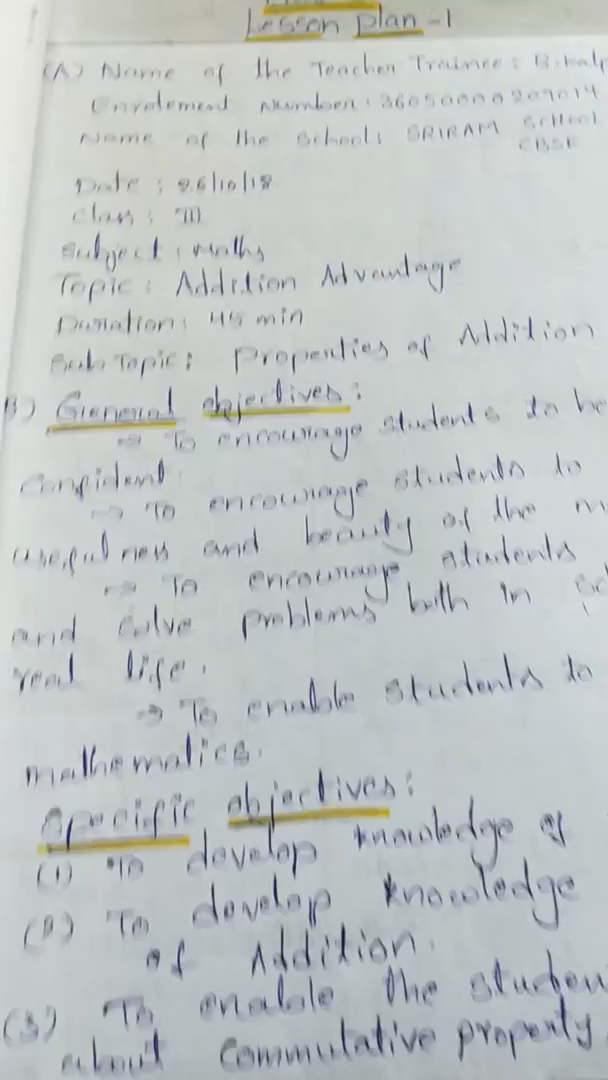 Lesson plan - 1
(A) Name of the Teacher Trainee : B. Kalp
Enrolement Number : 36050000209014
Name of the School : SRIRAM School
CBSE
Date : 26/10/18
Class : III
Subject : Maths
Topic : Addition Advantage
Duration : 45 min
Sub Topic : Properties of Addition
B) General objectives :
⇒ To encourage students to be
confident.
⇒ To encourage students to
usefulness and beauty of the
⇒ To encourage students
and solve problems both in
real life.
⇒ To enable students to
mathematics.
Specific objectives :
(1) To develop knowledge of
(2) To develop knowledge
of Addition.
(3) To enable the studen
about commutative property